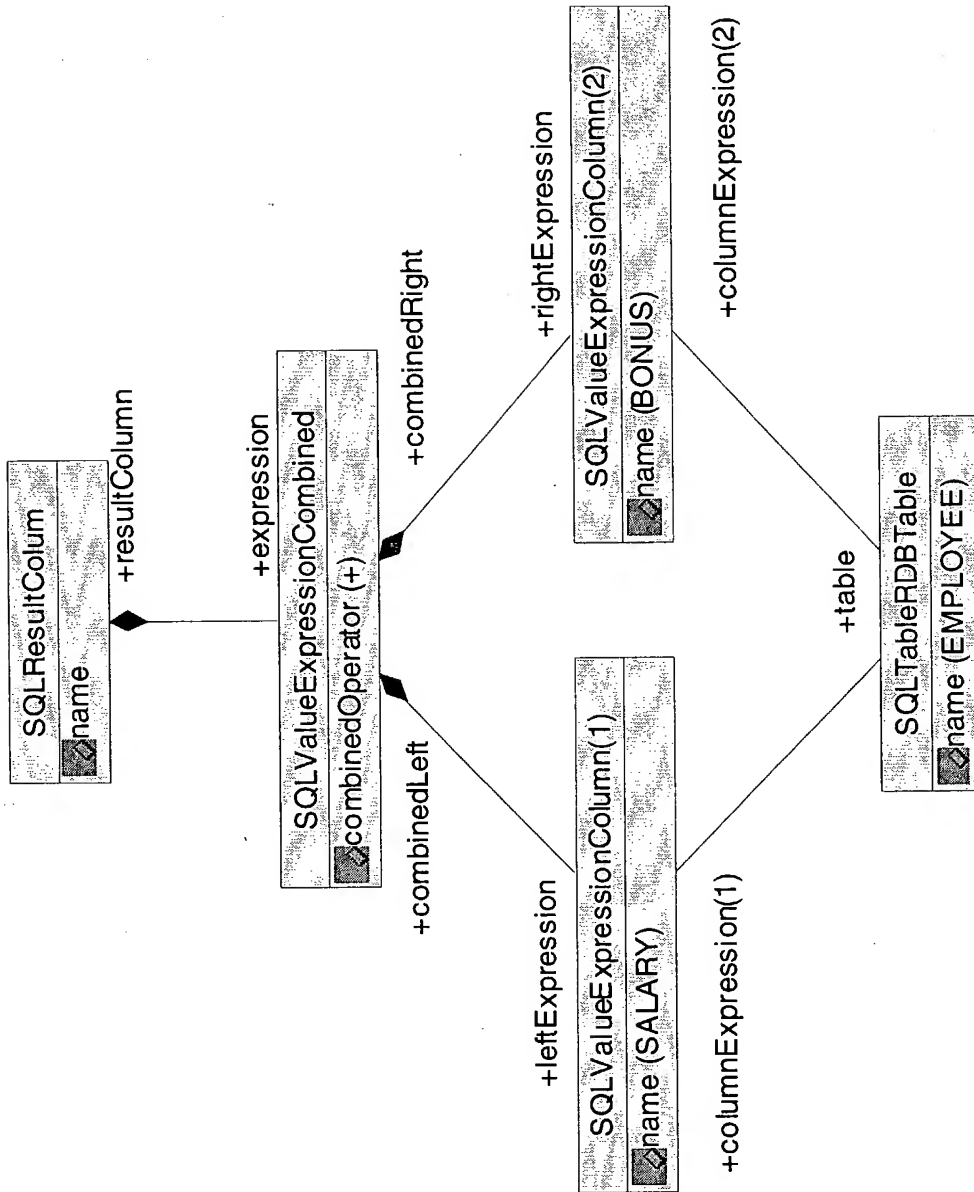 SQLResultColum
name
+resultColumn
+expression
SQLValueExpressionCombined
combinedOperator (+)
+combinedLeft
+combinedRight
+leftExpression
+rightExpression
SQLValueExpressionColumn(1)
name (SALARY)
SQLValueExpressionColumn(2)
name (BONUS)
+columnExpression(1)
+columnExpression(2)
+table
SQLTableRDBTable
name (EMPLOYEE)